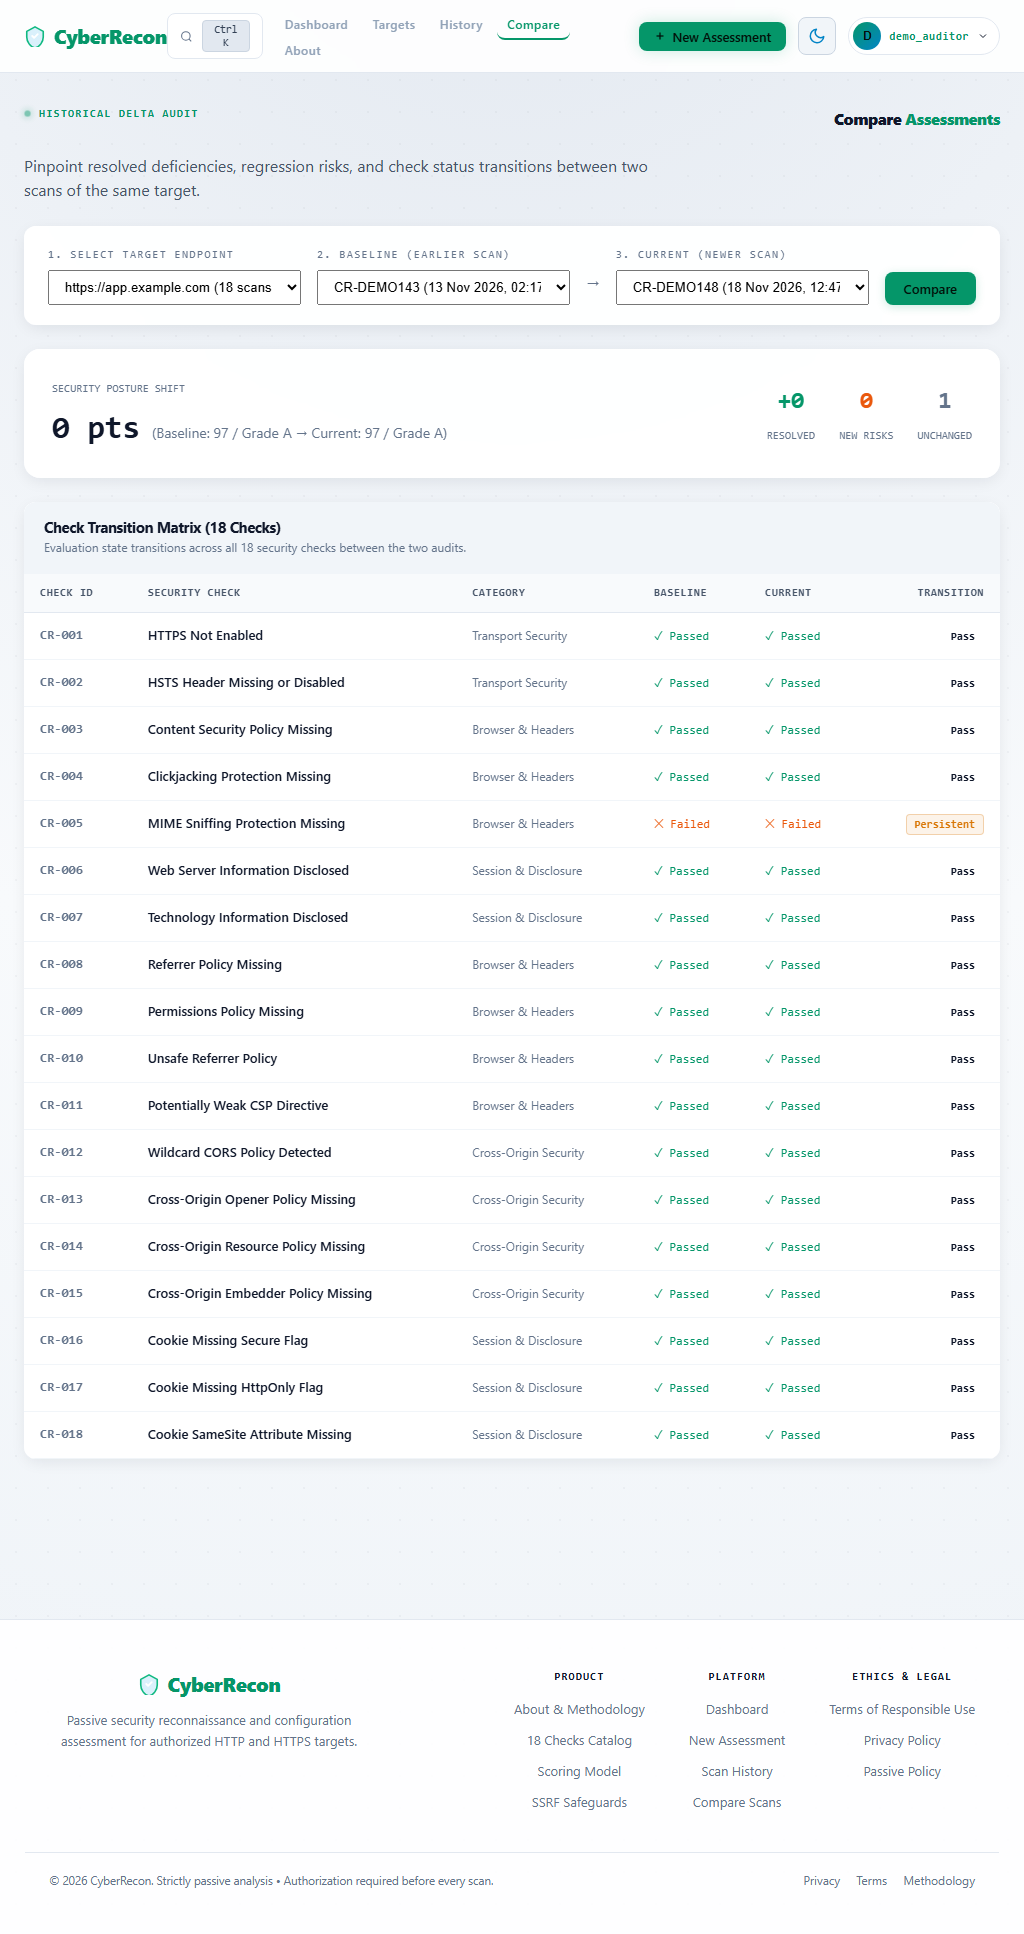 CyberRecon
Ctrl K
Dashboard Targets History Compare
About
+ New Assessment
D demo_auditor
HISTORICAL DELTA AUDIT
Compare Assessments
Pinpoint resolved deficiencies, regression risks, and check status transitions between two
scans of the same target.
1. SELECT TARGET ENDPOINT
2. BASELINE (EARLIER SCAN)
3. CURRENT (NEWER SCAN)
https://app.example.com (18 scans
CR-DEMO143 (13 Nov 2026, 02:17
→
CR-DEMO148 (18 Nov 2026, 12:47
Compare
SECURITY POSTURE SHIFT
0 pts (Baseline: 97 / Grade A → Current: 97 / Grade A)
+0 0 1
RESOLVED NEW RISKS UNCHANGED
Check Transition Matrix (18 Checks)
Evaluation state transitions across all 18 security checks between the two audits.
CHECK ID SECURITY CHECK CATEGORY BASELINE CURRENT TRANSITION
CR-001 HTTPS Not Enabled Transport Security ✓ Passed ✓ Passed Pass
CR-002 HSTS Header Missing or Disabled Transport Security ✓ Passed ✓ Passed Pass
CR-003 Content Security Policy Missing Browser & Headers ✓ Passed ✓ Passed Pass
CR-004 Clickjacking Protection Missing Browser & Headers ✓ Passed ✓ Passed Pass
CR-005 MIME Sniffing Protection Missing Browser & Headers ✕ Failed ✕ Failed Persistent
CR-006 Web Server Information Disclosed Session & Disclosure ✓ Passed ✓ Passed Pass
CR-007 Technology Information Disclosed Session & Disclosure ✓ Passed ✓ Passed Pass
CR-008 Referrer Policy Missing Browser & Headers ✓ Passed ✓ Passed Pass
CR-009 Permissions Policy Missing Browser & Headers ✓ Passed ✓ Passed Pass
CR-010 Unsafe Referrer Policy Browser & Headers ✓ Passed ✓ Passed Pass
CR-011 Potentially Weak CSP Directive Browser & Headers ✓ Passed ✓ Passed Pass
CR-012 Wildcard CORS Policy Detected Cross-Origin Security ✓ Passed ✓ Passed Pass
CR-013 Cross-Origin Opener Policy Missing Cross-Origin Security ✓ Passed ✓ Passed Pass
CR-014 Cross-Origin Resource Policy Missing Cross-Origin Security ✓ Passed ✓ Passed Pass
CR-015 Cross-Origin Embedder Policy Missing Cross-Origin Security ✓ Passed ✓ Passed Pass
CR-016 Cookie Missing Secure Flag Session & Disclosure ✓ Passed ✓ Passed Pass
CR-017 Cookie Missing HttpOnly Flag Session & Disclosure ✓ Passed ✓ Passed Pass
CR-018 Cookie SameSite Attribute Missing Session & Disclosure ✓ Passed ✓ Passed Pass
CyberRecon
Passive security reconnaissance and configuration
assessment for authorized HTTP and HTTPS targets.
PRODUCT
About & Methodology
18 Checks Catalog
Scoring Model
SSRF Safeguards
PLATFORM
Dashboard
New Assessment
Scan History
Compare Scans
ETHICS & LEGAL
Terms of Responsible Use
Privacy Policy
Passive Policy
© 2026 CyberRecon. Strictly passive analysis • Authorization required before every scan.
Privacy Terms Methodology